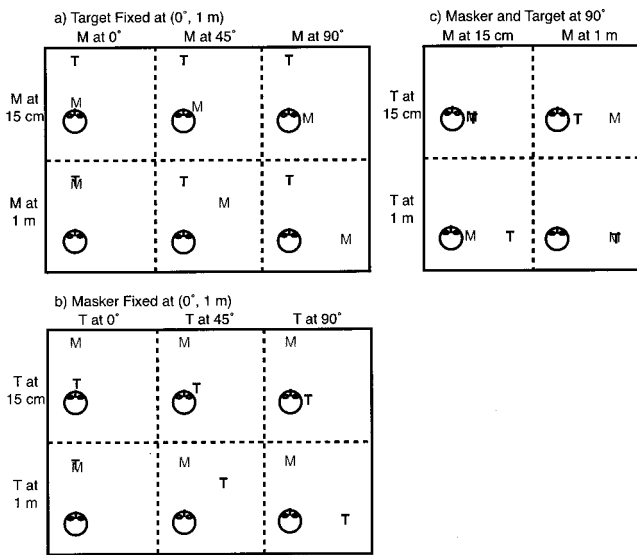 a) Target Fixed at (0˚, 1 m)
M at 0˚ M at 45˚ M at 90˚
M at
15 cm
T T T
M M M
M at
1 m
T T T
M M M
c) Masker and Target at 90˚
M at 15 cm M at 1 m
T at
15 cm
M T T M
T at
1 m
M T M T
b) Masker Fixed at (0˚, 1 m)
T at 0˚ T at 45˚ T at 90˚
T at
15 cm
M M M
T T T
T at
1 m
M M M
T T T